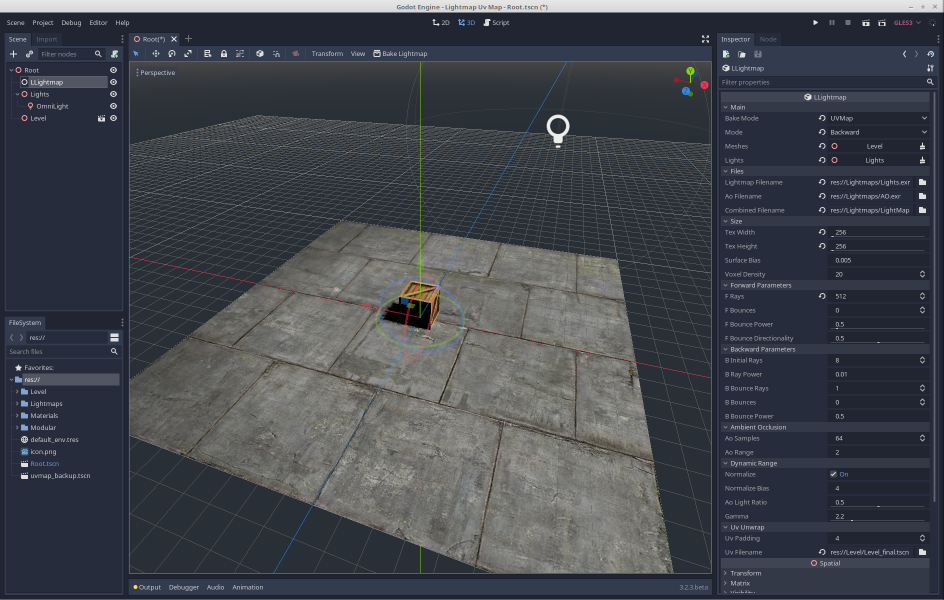 Godot Engine - Lightmap Uv Map - Root.tscn (*)
Scene Project Debug Editor Help
2D 3D Script
GLES3
Scene Import
Filter nodes
Root
LLightmap
Lights
OmniLight
Level
FileSystem
res://
Search files
Favorites:
res://
Level
Lightmaps
Materials
Modular
default_env.tres
icon.png
Root.tscn
uvmap_backup.tscn
Root(*)
Transform View Bake Lightmap
Perspective
Y
X
Z
Output Debugger Audio Animation
3.2.3.beta
Inspector Node
LLightmap
Filter properties
LLightmap
Main
Bake Mode UVMap
Mode Backward
Meshes Level
Lights Lights
Files
Lightmap Filename res://Lightmaps/Lights.exr
Ao Filename res://Lightmaps/AO.exr
Combined Filename res://Lightmaps/LightMap
Size
Tex Width 256
Tex Height 256
Surface Bias 0.005
Voxel Density 20
Forward Parameters
F Rays 512
F Bounces 0
F Bounce Power 0.5
F Bounce Directionality 0.5
Backward Parameters
B Initial Rays 8
B Ray Power 0.01
B Bounce Rays 1
B Bounces 0
B Bounce Power 0.5
Ambient Occlusion
Ao Samples 64
Ao Range 2
Dynamic Range
Normalize On
Normalize Bias 4
Ao Light Ratio 0.5
Gamma 2.2
Uv Unwrap
Uv Padding 4
Uv Filename res://Level/Level_final.tscn
Spatial
Transform
Matrix
Visibility